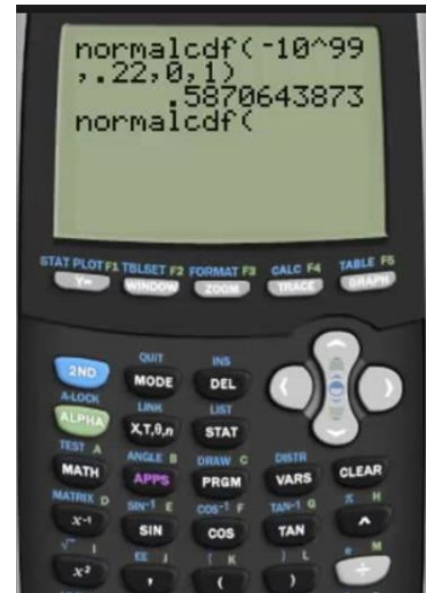 normalcdf(-10^99
,.22,0,1)
.5870643873
normalcdf(
STAT PLOT F1 TBLSET F2 FORMAT F3 CALC F4 TABLE F5
Y= WINDOW ZOOM TRACE GRAPH
QUIT INS
2ND MODE DEL
A-LOCK LINK LIST
ALPHA X,T,θ,n STAT
TEST A ANGLE B DRAW C DISTR
MATH APPS PRGM VARS CLEAR
MATRIX D SIN⁻¹ E COS⁻¹ F TAN⁻¹ G π H
x⁻¹ SIN COS TAN ^
√ I EE J { K } L e M
x² , ( ) ÷